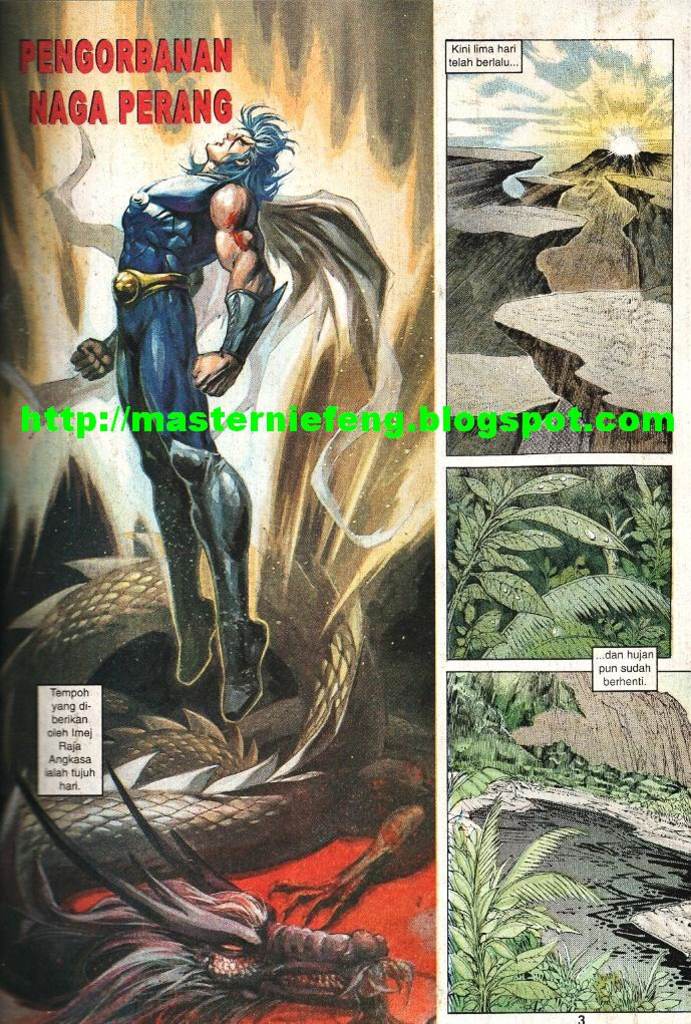 PENGORBANAN
NAGA PERANG
Kini lima hari
telah berlalu...
http://masterniefeng.blogspot.com
...dan hujan
pun sudah
berhenti.
Tempoh
yang di-
berikan
oleh Imej
Raja
Angkasa
ialah tujuh
hari.
3